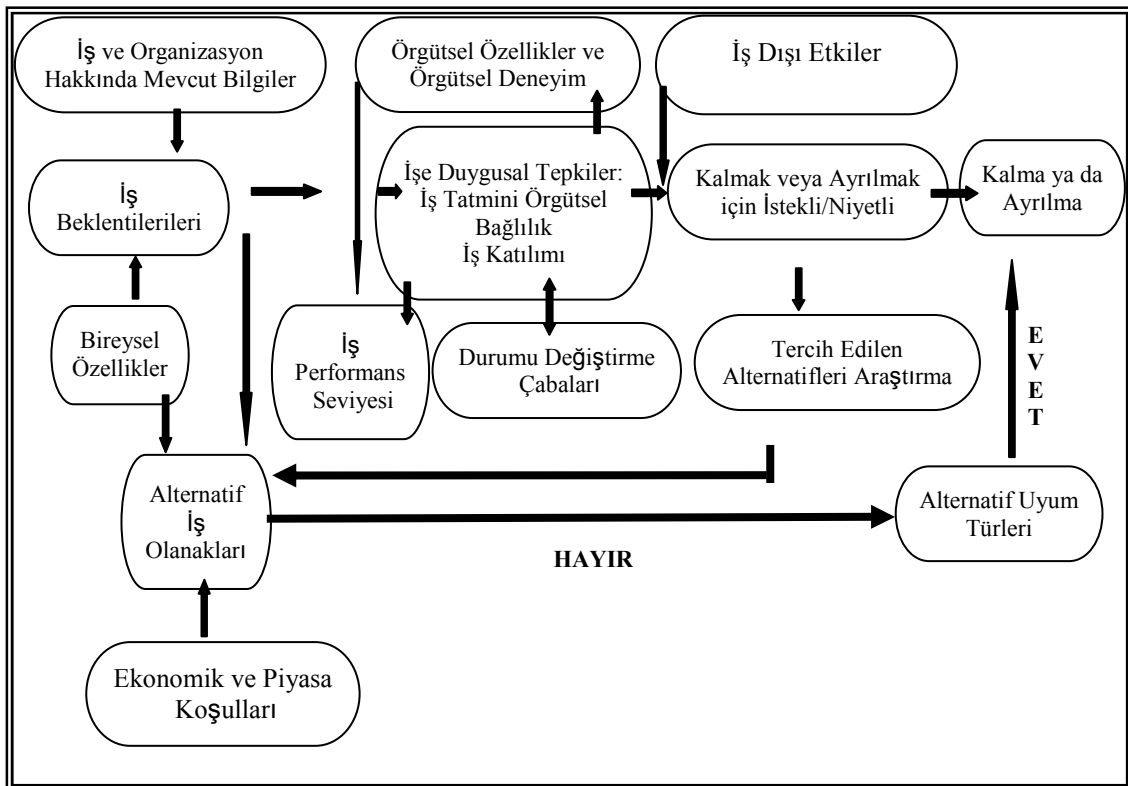 İş ve Organizasyon
Hakkında Mevcut Bilgiler
Örgütsel Özellikler ve
Örgütsel Deneyim
İş Dışı Etkiler
İş
Beklentilerileri
İşe Duygusal Tepkiler:
İş Tatmini Örgütsel
Bağlılık
İş Katılımı
Kalmak veya Ayrılmak
için İstekli/Niyetli
Kalma ya da
Ayrılma
Bireysel
Özellikler
İş
Performans
Seviyesi
Durumu Değiştirme
Çabaları
Tercih Edilen
Alternatifleri Araştırma
E
V
E
T
Alternatif
İş
Olanakları
Alternatif Uyum
Türleri
HAYIR
Ekonomik ve Piyasa
Koşulları